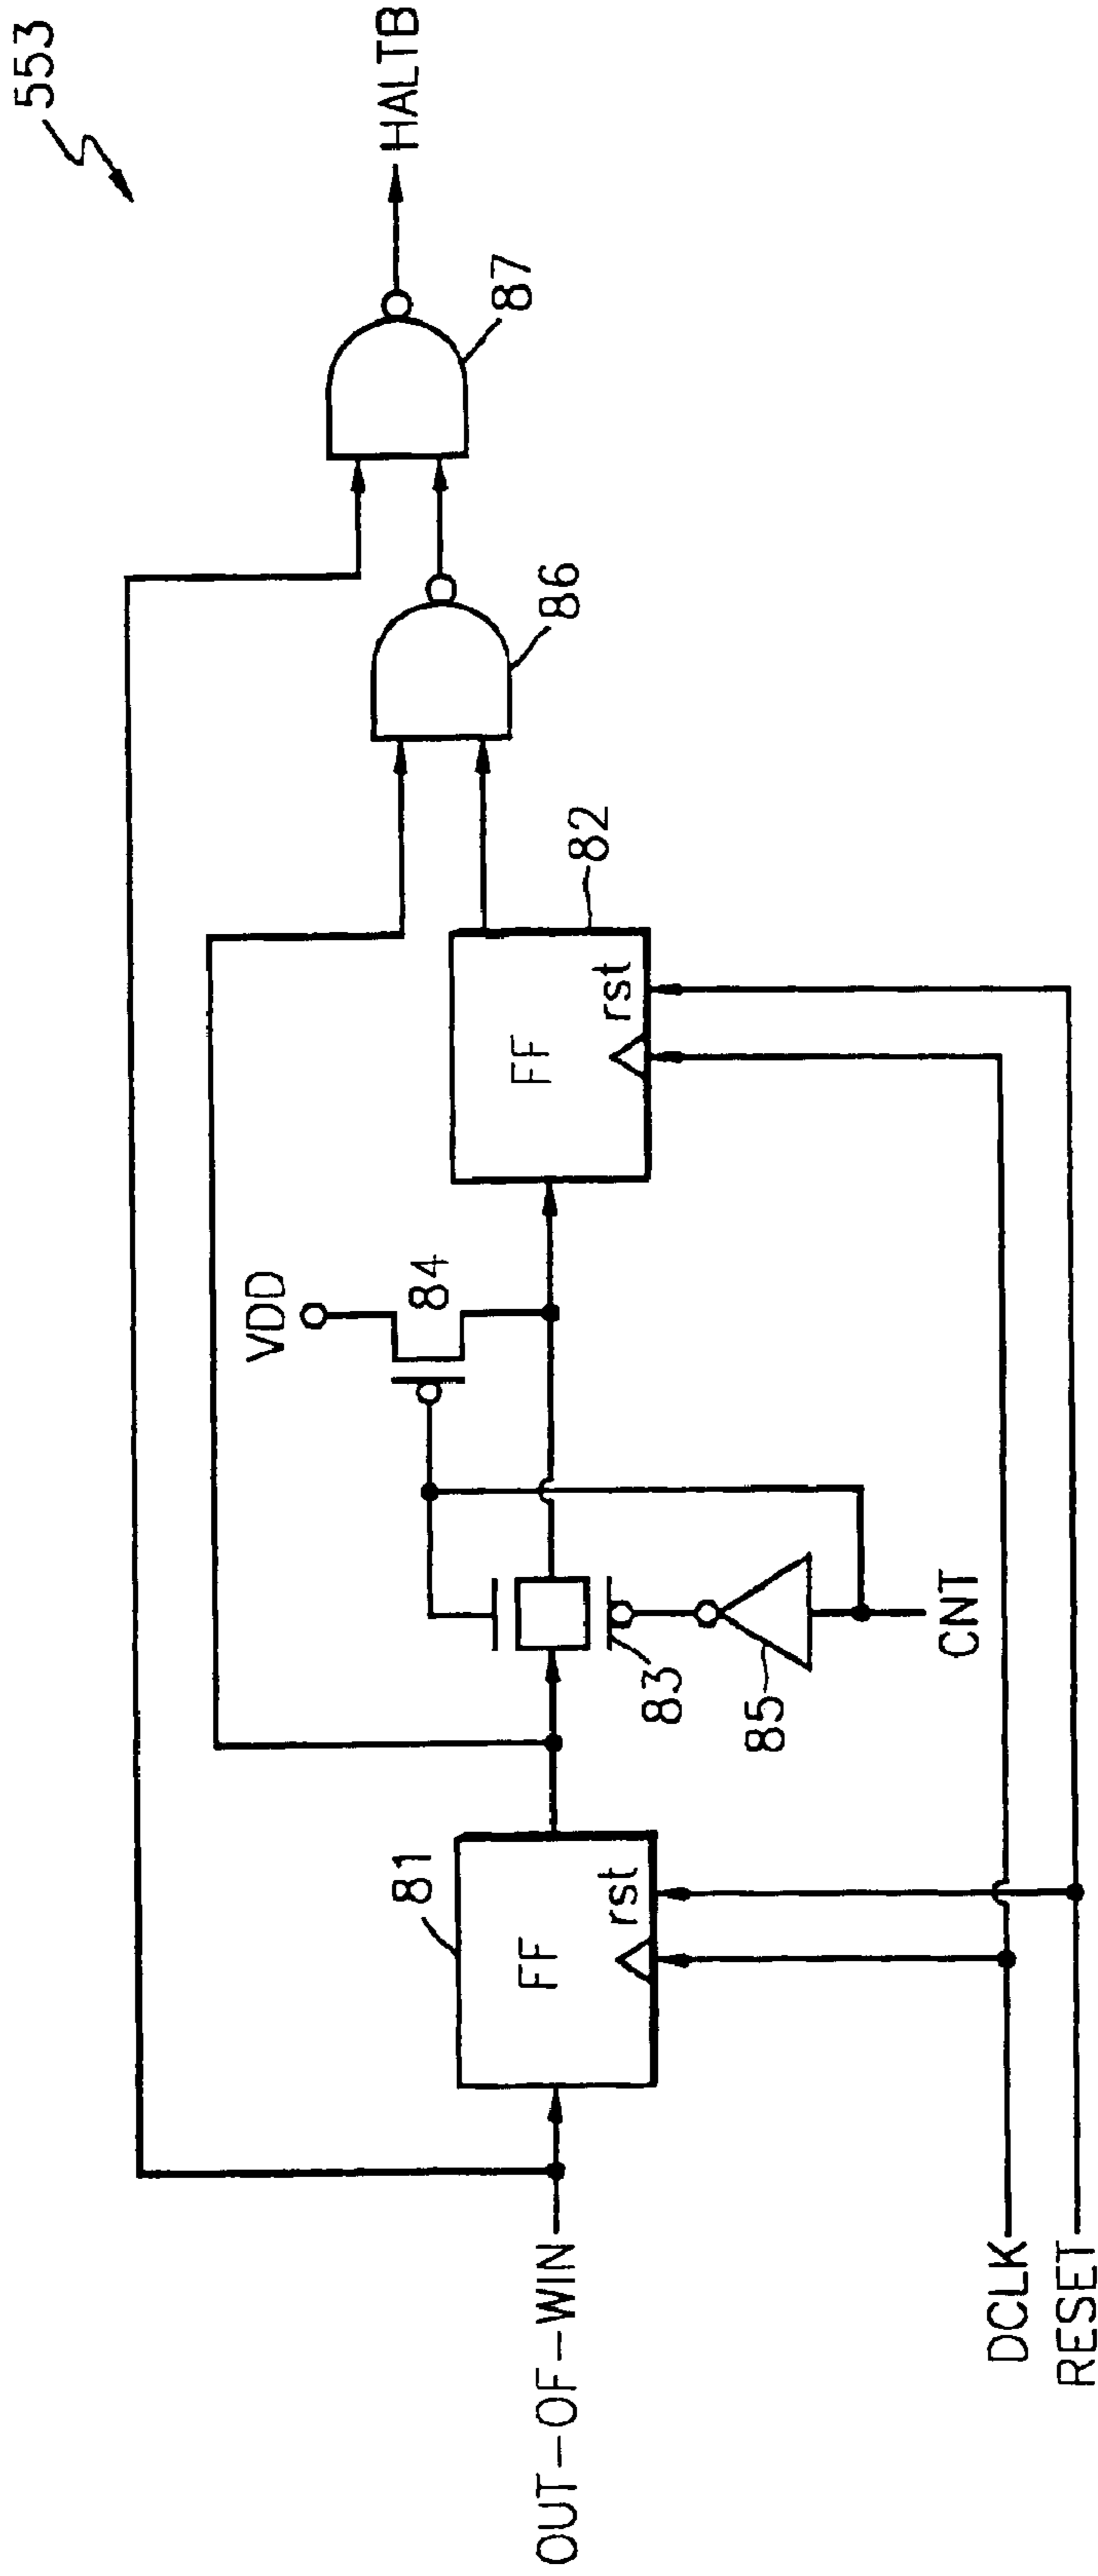 553
HALTB
87
86
82
FF
rst
VDD
84
83
85
CNT
81
FF
rst
OUT-OF-WIN
DCLK
RESET